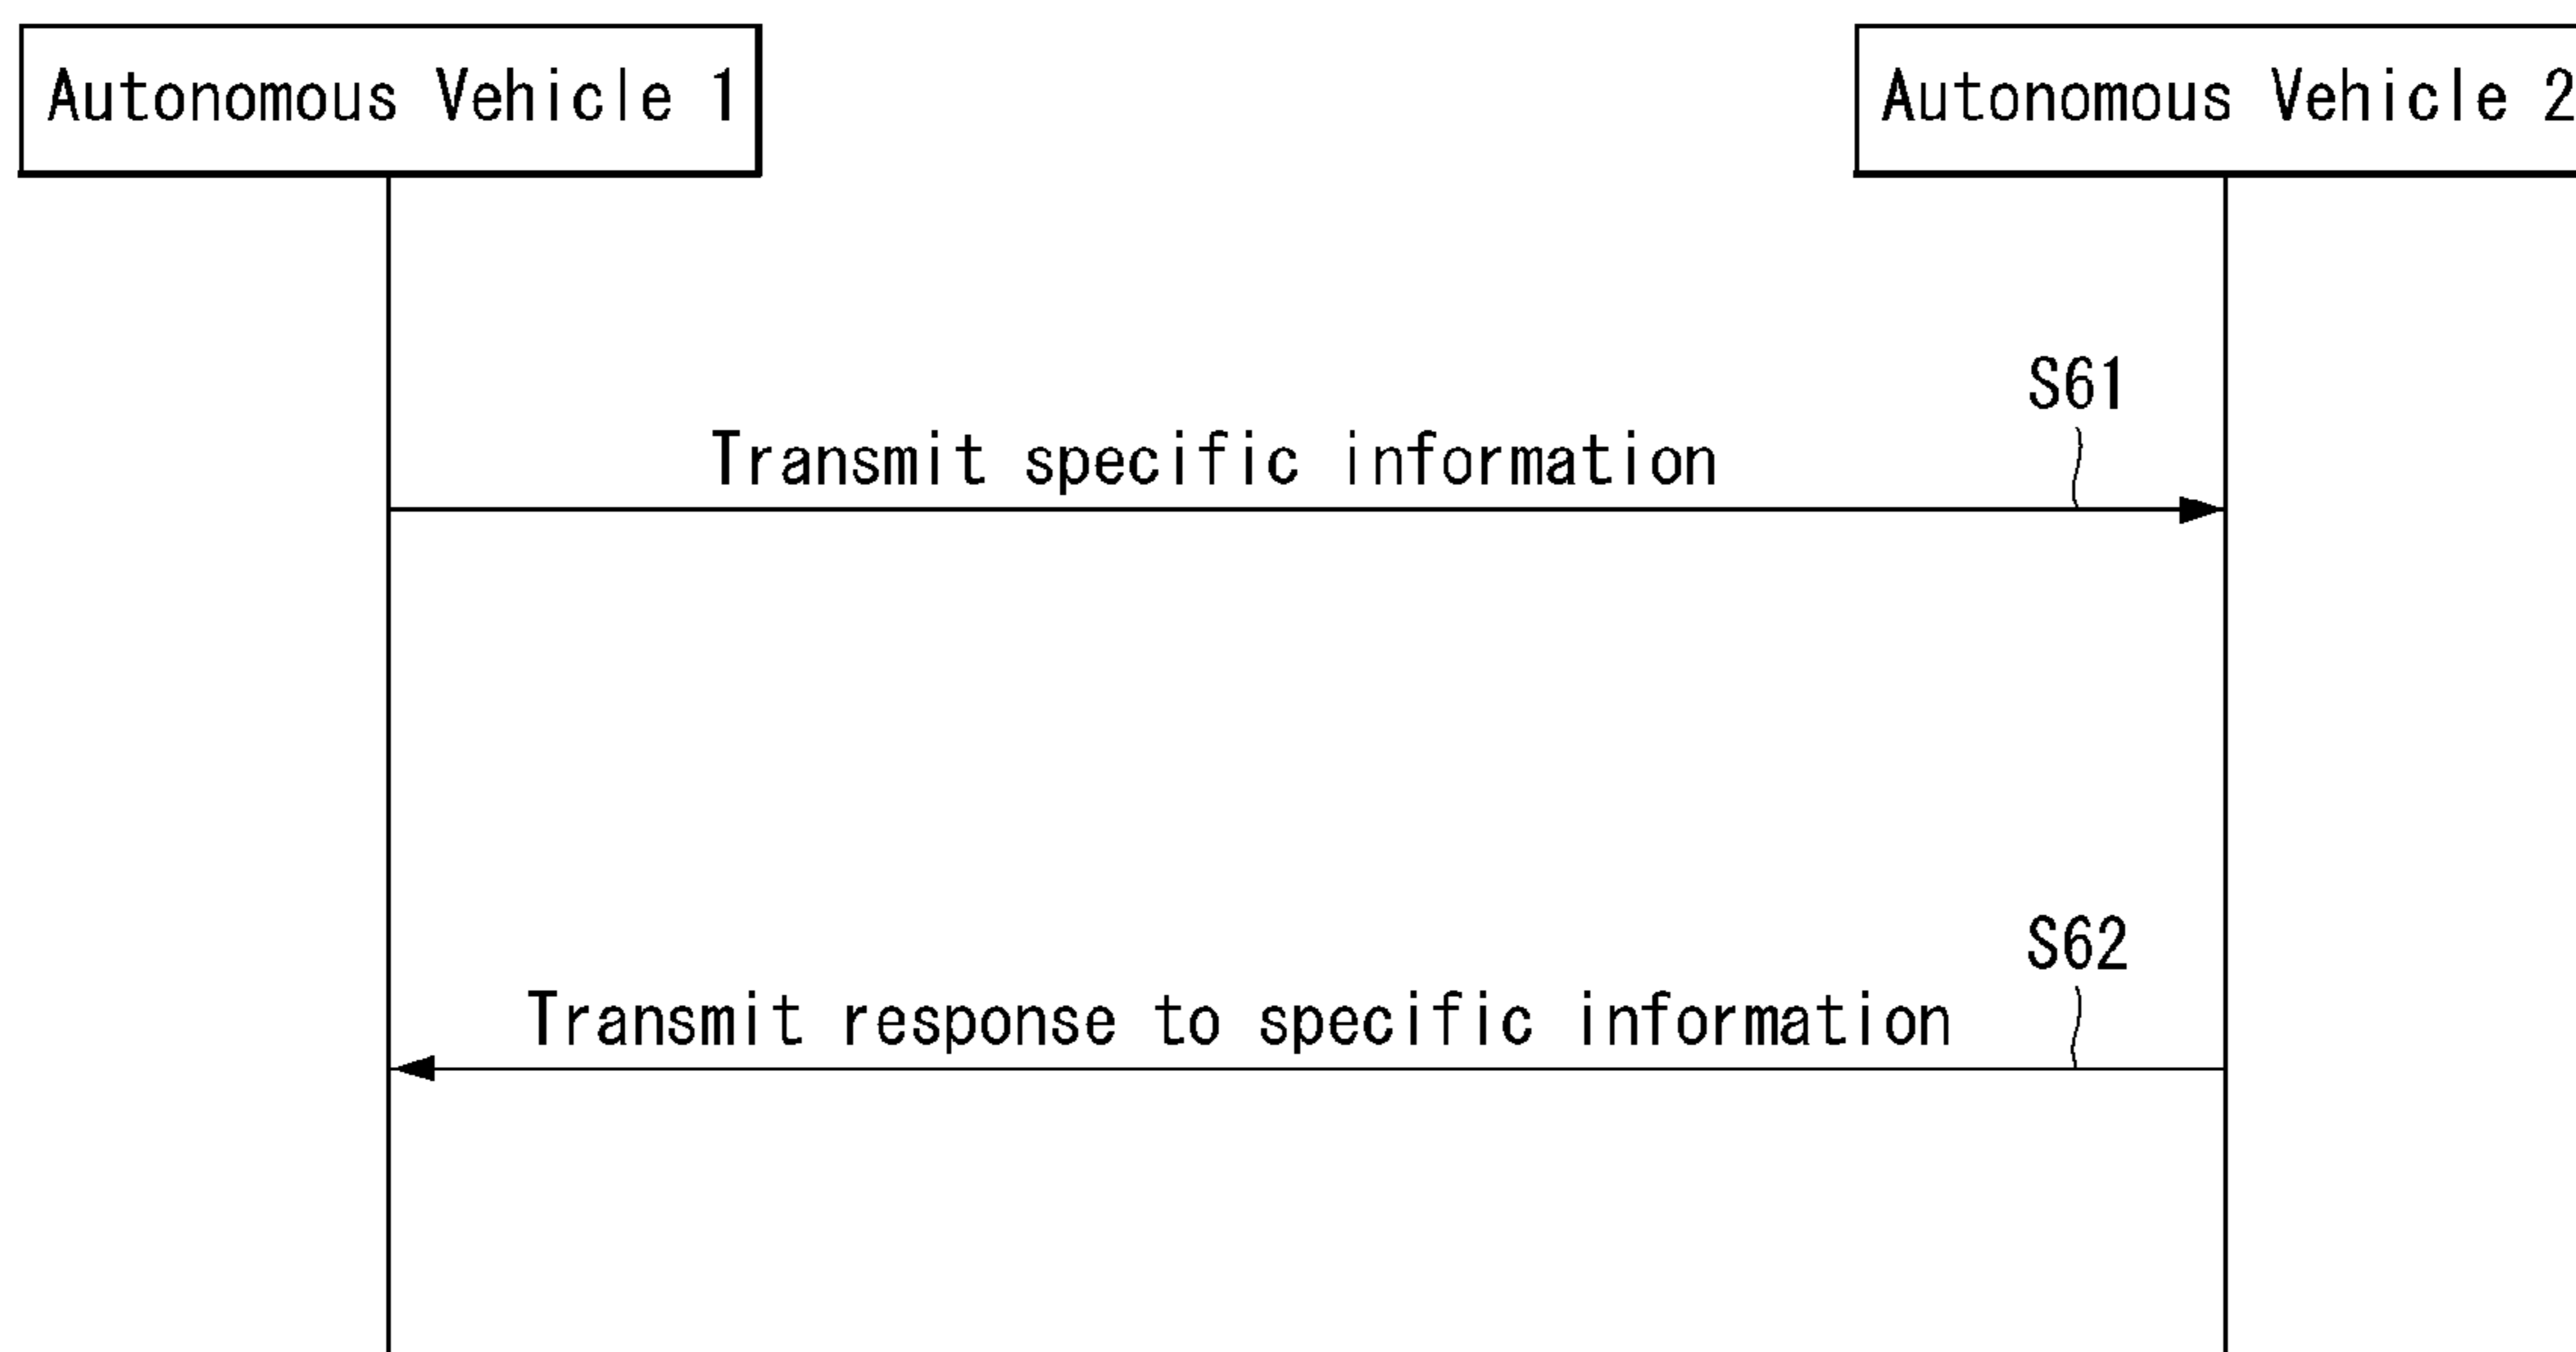 Autonomous Vehicle 1
Autonomous Vehicle 2
S61
Transmit specific information
S62
Transmit response to specific information